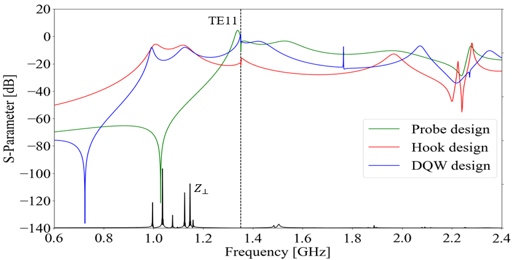 TE11
20
0
−20
−40
−60
−80
−100
−120
−140
S-Parameter [dB]
Z⊥
Probe design
Hook design
DQW design
0.6 0.8 1.0 1.2 1.4 1.6 1.8 2.0 2.2 2.4
Frequency [GHz]